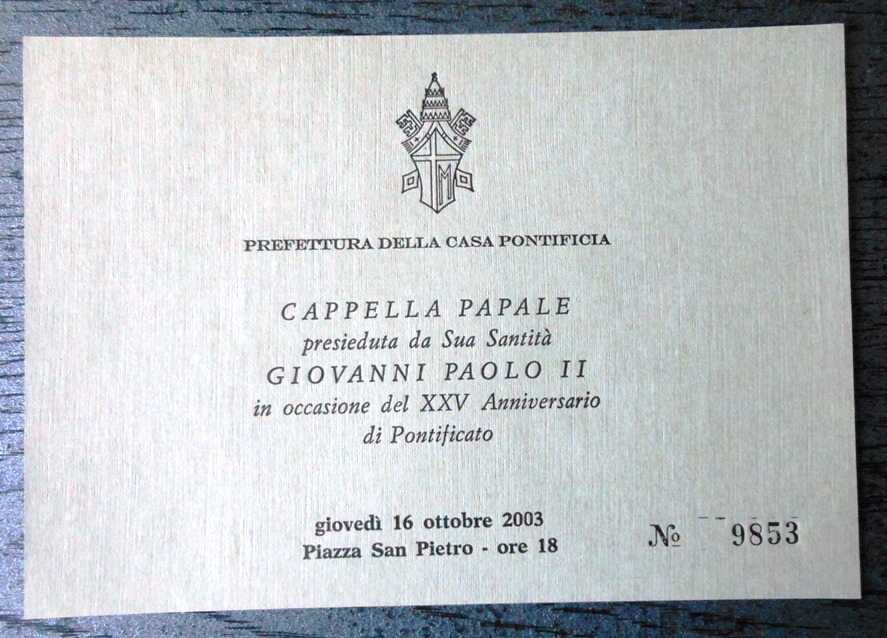 PREFETTURA DELLA CASA PONTIFICIA
CAPPELLA PAPALE
presieduta da Sua Santità
GIOVANNI PAOLO II
in occasione del XXV Anniversario
di Pontificato
giovedì 16 ottobre 2003
Piazza San Pietro - ore 18
No 9853